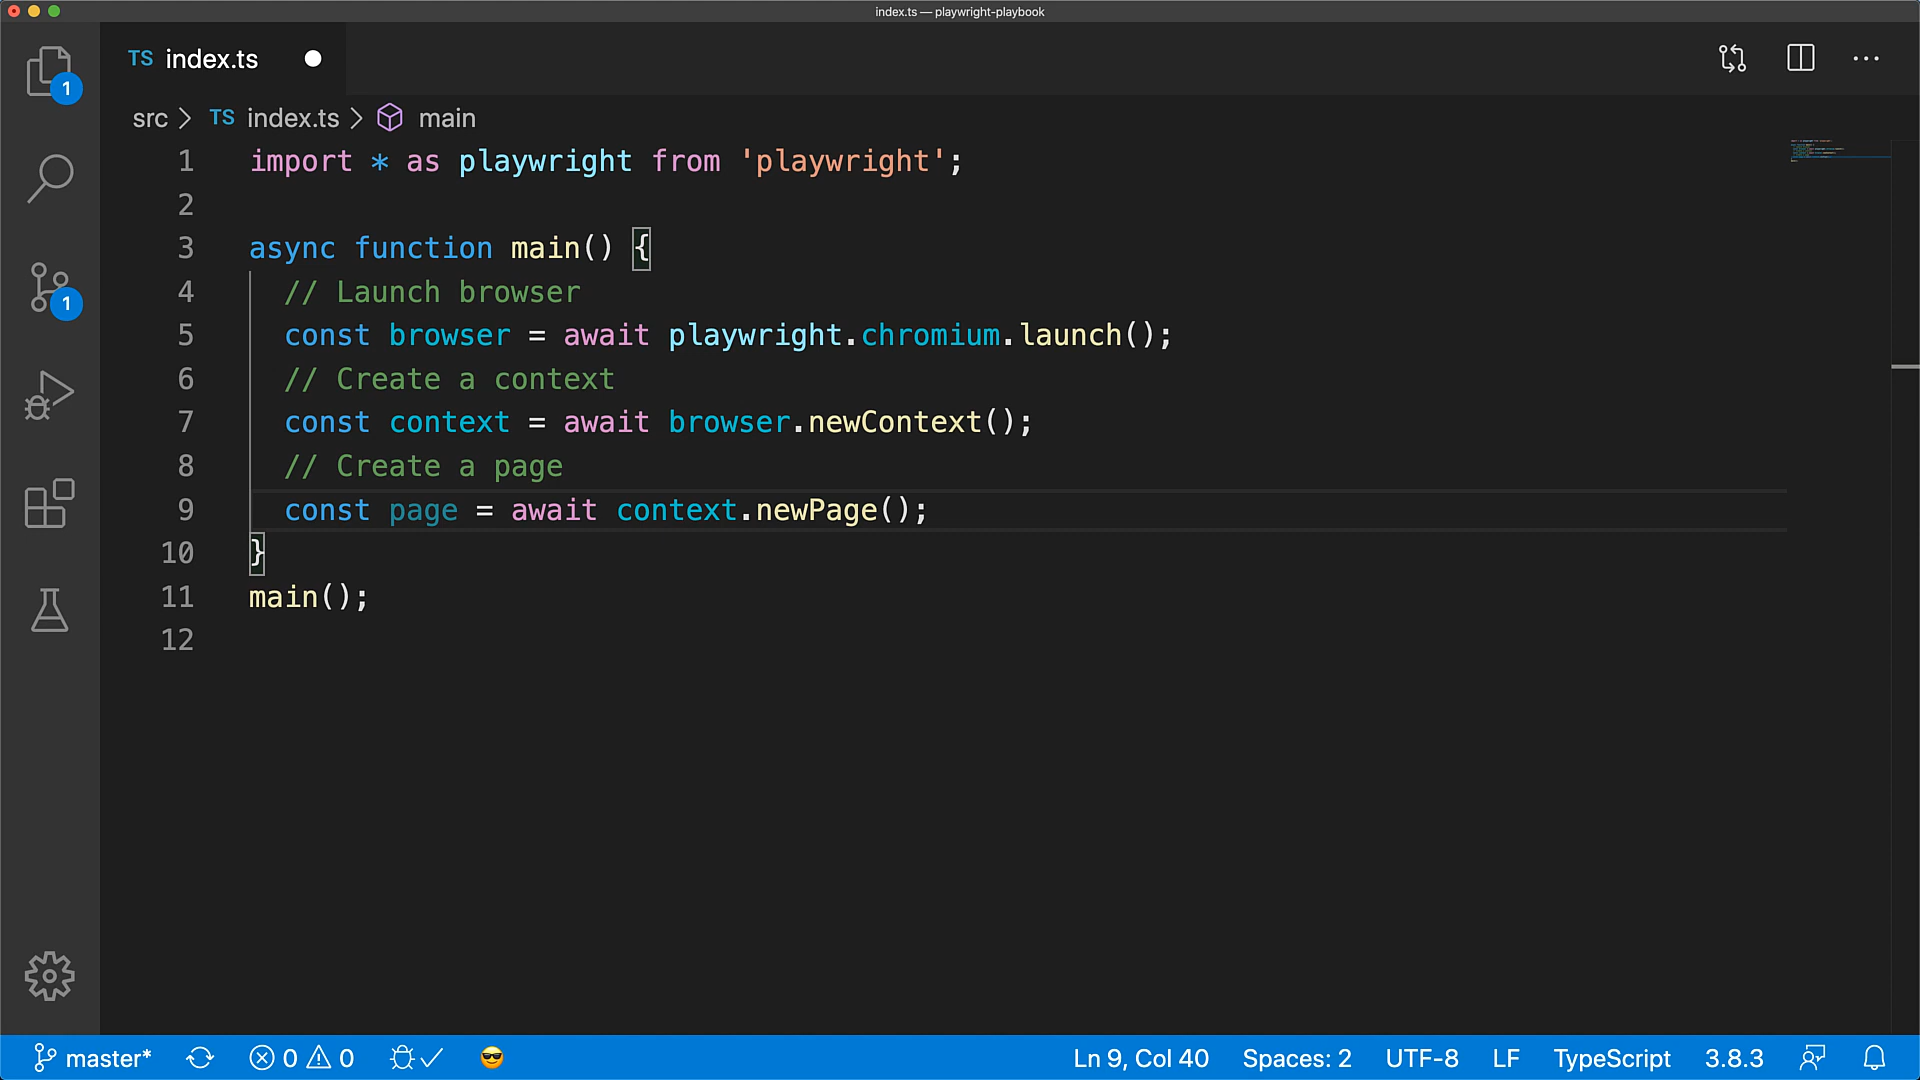 index.ts — playwright-playbook
TS index.ts
1
src > TS index.ts > main
1 import * as playwright from 'playwright';
2
3 async function main() {
4 // Launch browser
5 const browser = await playwright.chromium.launch();
6 // Create a context
7 const context = await browser.newContext();
8 // Create a page
9 const page = await context.newPage();
10 }
11 main();
12
1
master* 0 0 Ln 9, Col 40 Spaces: 2 UTF-8 LF TypeScript 3.8.3